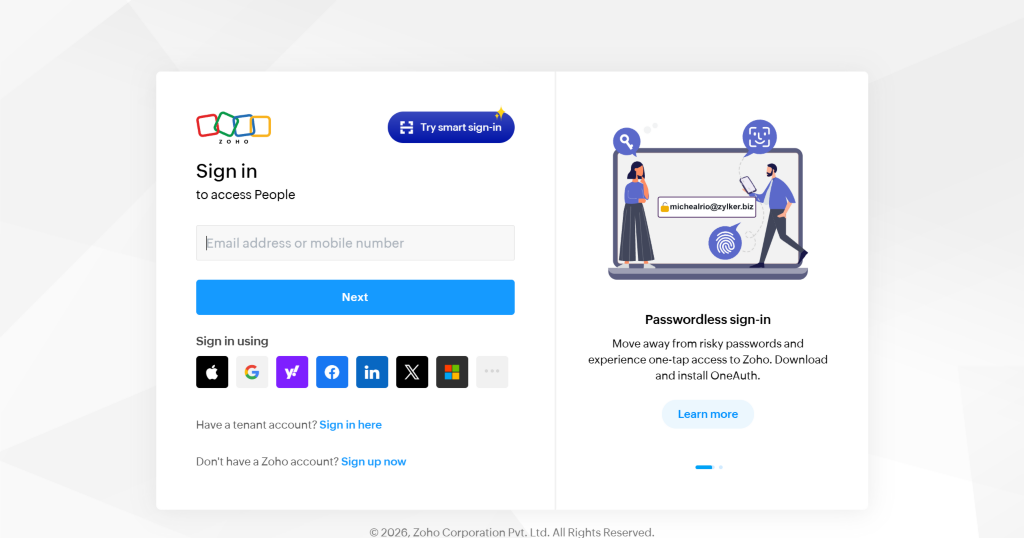 ZOHO
Try smart sign-in
Sign in
to access People
Email address or mobile number
Next
Sign in using
Have a tenant account? Sign in here
Don't have a Zoho account? Sign up now
michealrio@zylker.biz
Passwordless sign-in
Move away from risky passwords and
experience one-tap access to Zoho. Download
and install OneAuth.
Learn more
© 2026, Zoho Corporation Pvt. Ltd. All Rights Reserved.